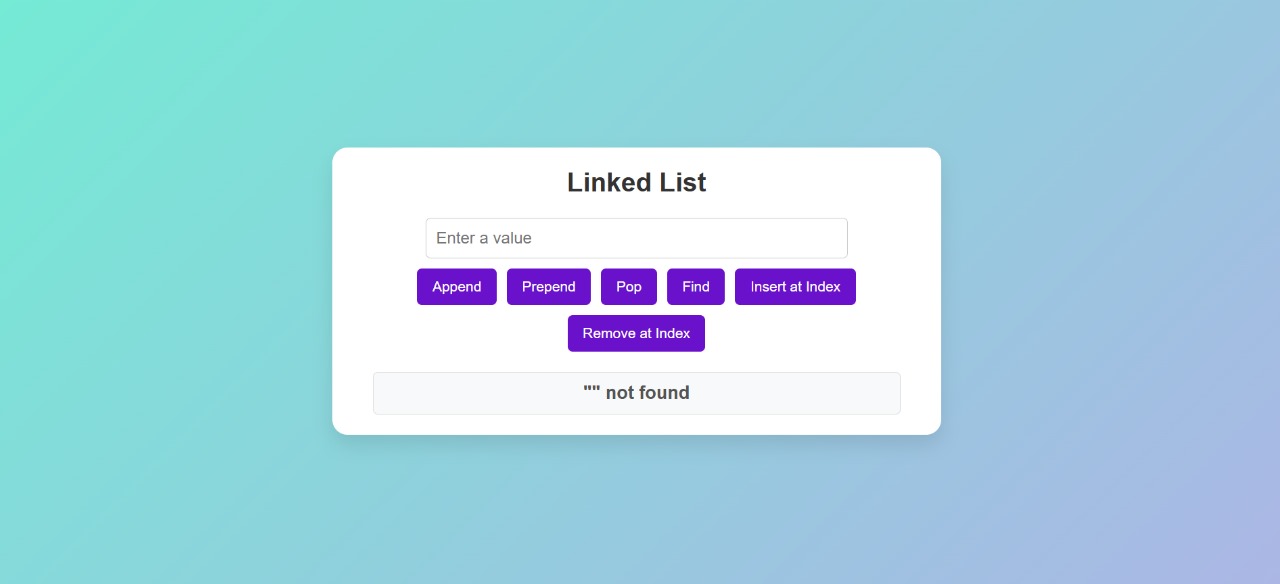 Linked List
Enter a value
Append Prepend Pop Find Insert at Index
Remove at Index
"" not found